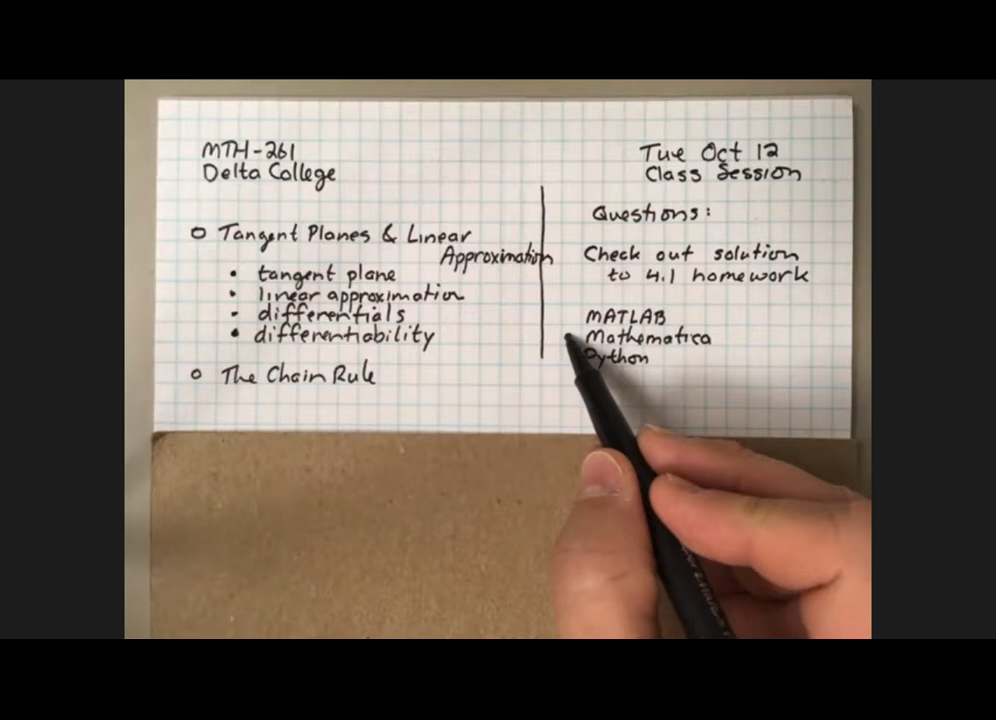 MTH-261
Delta College
Tue Oct 12
Class Session
○ Tangent Planes & Linear
Approximation
• tangent plane
• linear approximation
• differentials
• differentiability
○ The Chain Rule
Questions:
Check out solution
to 4.1 homework
MATLAB
Mathematica
Python